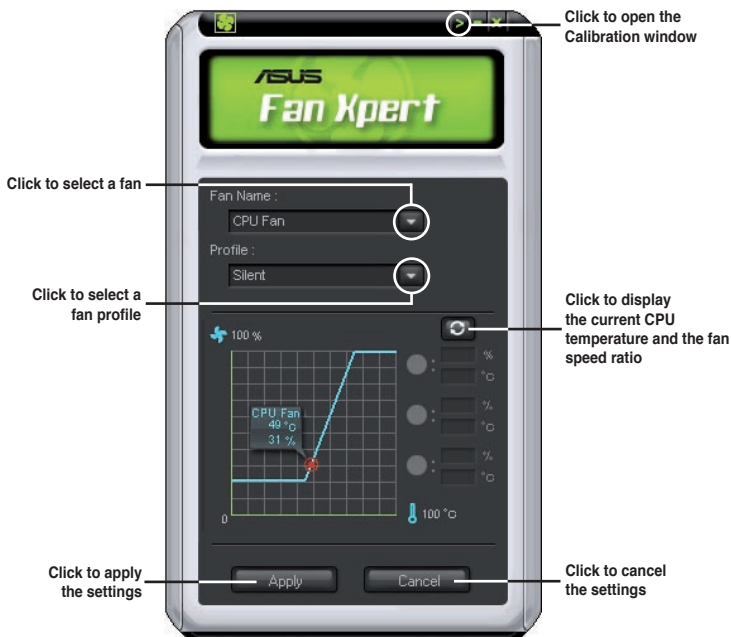 Click to open the
Calibration window
ASUS
Fan Xpert
Click to select a fan
Fan Name :
CPU Fan
Profile :
Silent
Click to select a
fan profile
Click to display
the current CPU
temperature and the fan
speed ratio
100 %
%
°C
CPU Fan
49 °C
31 %
%
°C
%
°C
0
100 °C
Click to apply
the settings
Apply
Cancel
Click to cancel
the settings